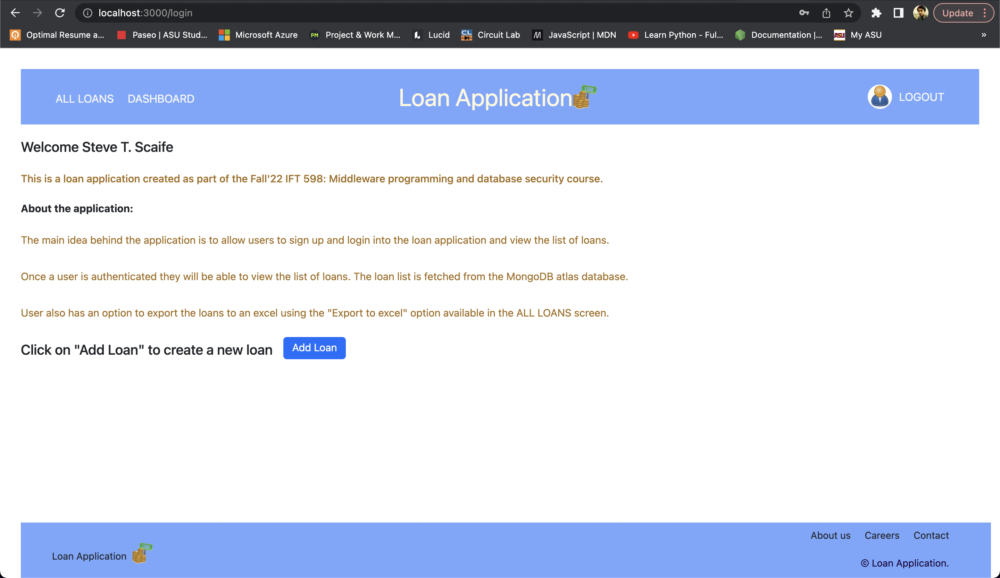 localhost:3000/login
Update
Optimal Resume a...
Paseo | ASU Stud...
Microsoft Azure
PM
Project & Work M...
Lucid
CL
Circuit Lab
JavaScript | MDN
Learn Python - Ful...
Documentation |...
ASU
My ASU
»
ALL LOANS
DASHBOARD
Loan Application
LOAN
LOGOUT
Welcome Steve T. Scaife
This is a loan application created as part of the Fall'22 IFT 598: Middleware programming and database security course.
About the application:
The main idea behind the application is to allow users to sign up and login into the loan application and view the list of loans.
Once a user is authenticated they will be able to view the list of loans. The loan list is fetched from the MongoDB atlas database.
User also has an option to export the loans to an excel using the "Export to excel" option available in the ALL LOANS screen.
Click on "Add Loan" to create a new loan
Add Loan
About us
Careers
Contact
Loan Application
LOAN
© Loan Application.